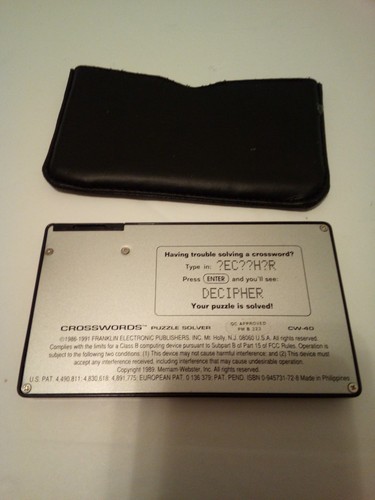 Having trouble solving a crossword?
Type in: ?EC??H?R
Press ENTER and you'll see:
DECIPHER
Your puzzle is solved!
CROSSWORDS™ PUZZLE SOLVER
QC APPROVED
PM B 223
CW-40
©1986-1991 FRANKLIN ELECTRONIC PUBLISHERS, INC. Mt. Holly, N.J. 08060 U.S.A. All rights reserved.
Complies with the limits for a Class B computing device pursuant to Subpart B of Part 15 of FCC Rules. Operation is
subject to the following two conditions: (1) This device may not cause harmful interference; and (2) This device must
accept any interference received, including interference that may cause undesirable operation.
Copyright 1989. Merriam-Webster, Inc. All rights reserved.
U.S. PAT. 4,490,811; 4,830,618; 4,891,775; EUROPEAN PAT. 0 136 379; PAT. PEND. ISBN 0-945731-72-8 Made in Philippines